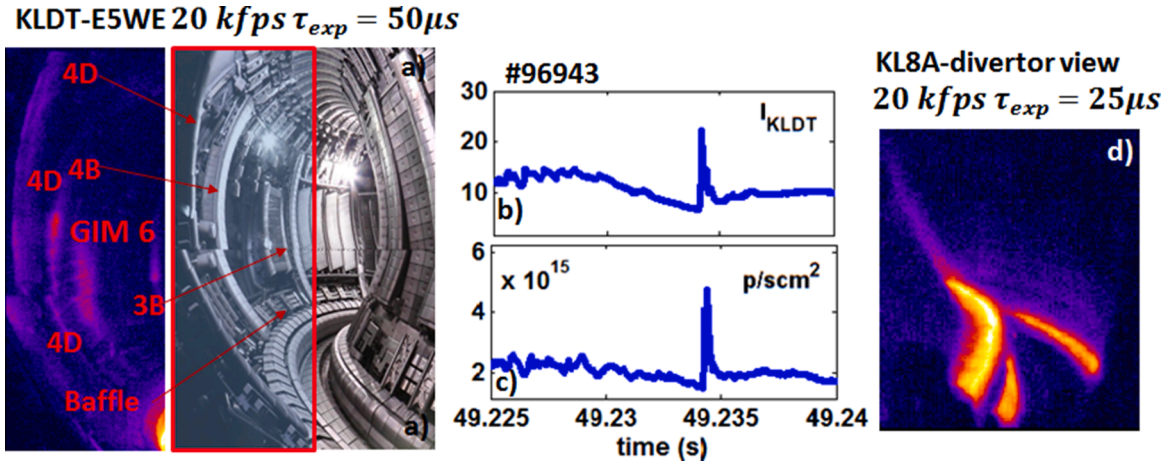 KLDT-E5WE 20 kfps τexp = 50μs
4D
a)
4D
4B
GIM 6
3B
4D
Baffle
a)
#96943
30
I_KLDT
20
10
b)
6
x 10^15
p/scm^2
4
2
c)
49.225
49.23
49.235
49.24
time (s)
KL8A-divertor view
20 kfps τexp = 25μs
d)